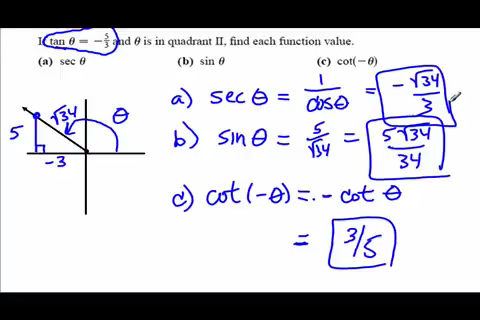 If tan θ = -5/3 and θ is in quadrant II, find each function value.
(a) sec θ (b) sin θ (c) cot(-θ)
a) sec θ = 1/cos θ = -√34/3
b) sin θ = 5/√34 = 5√34/34
c) cot(-θ) = - cot θ
= 3/5
√34 θ
5
-3